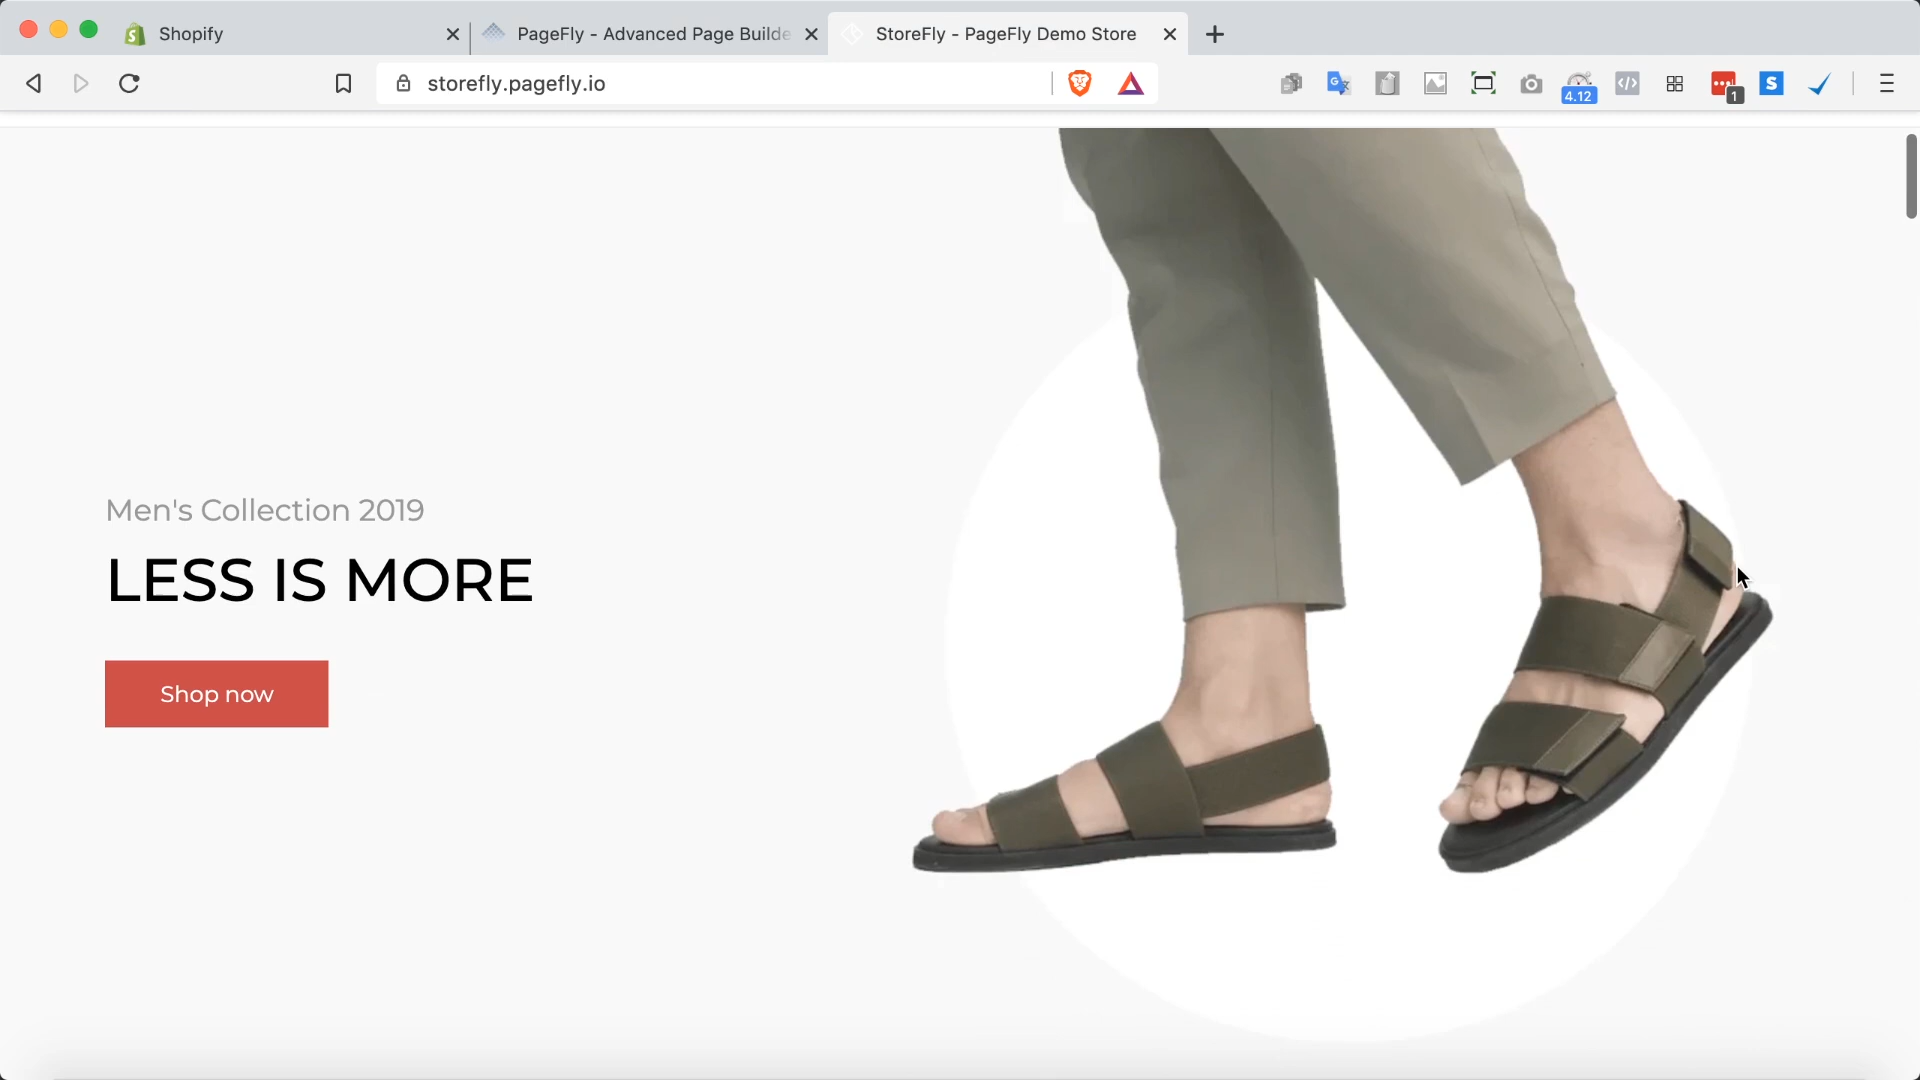 Shopify
PageFly - Advanced Page Builde
StoreFly - PageFly Demo Store
storefly.pagefly.io
4.12
1
S
Men's Collection 2019
LESS IS MORE
Shop now